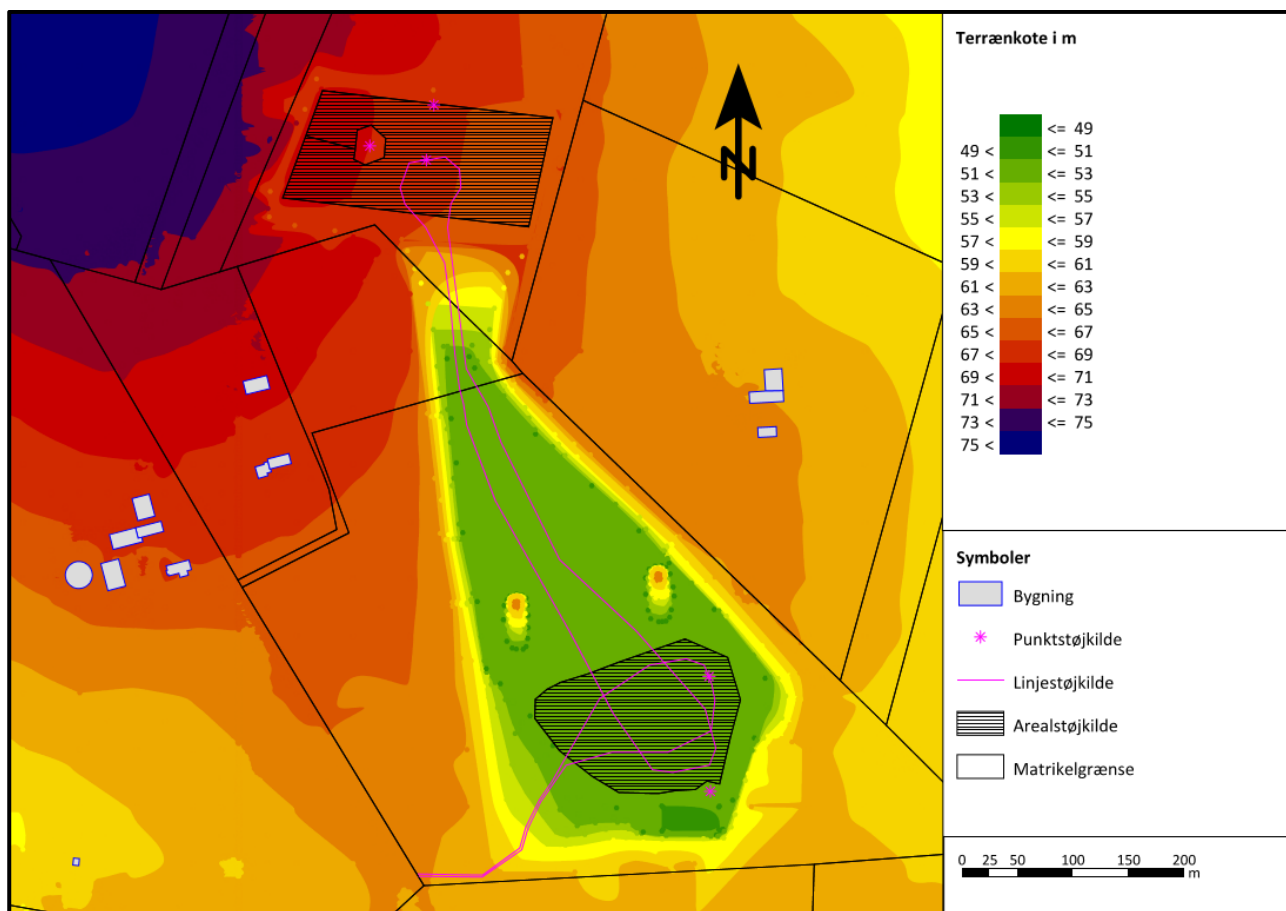 Terrænkote in m
<= 49
49 < <= 51
51 < <= 53
53 < <= 55
55 < <= 57
57 < <= 59
59 < <= 61
61 < <= 63
63 < <= 65
65 < <= 67
67 < <= 69
69 < <= 71
71 < <= 73
73 < <= 75
75 <
N
Symboler
Bygning
Punktstøjkilde
Linjestøjkilde
Arealstøjkilde
Matrikelgrænse
0 25 50 100 150 200
m